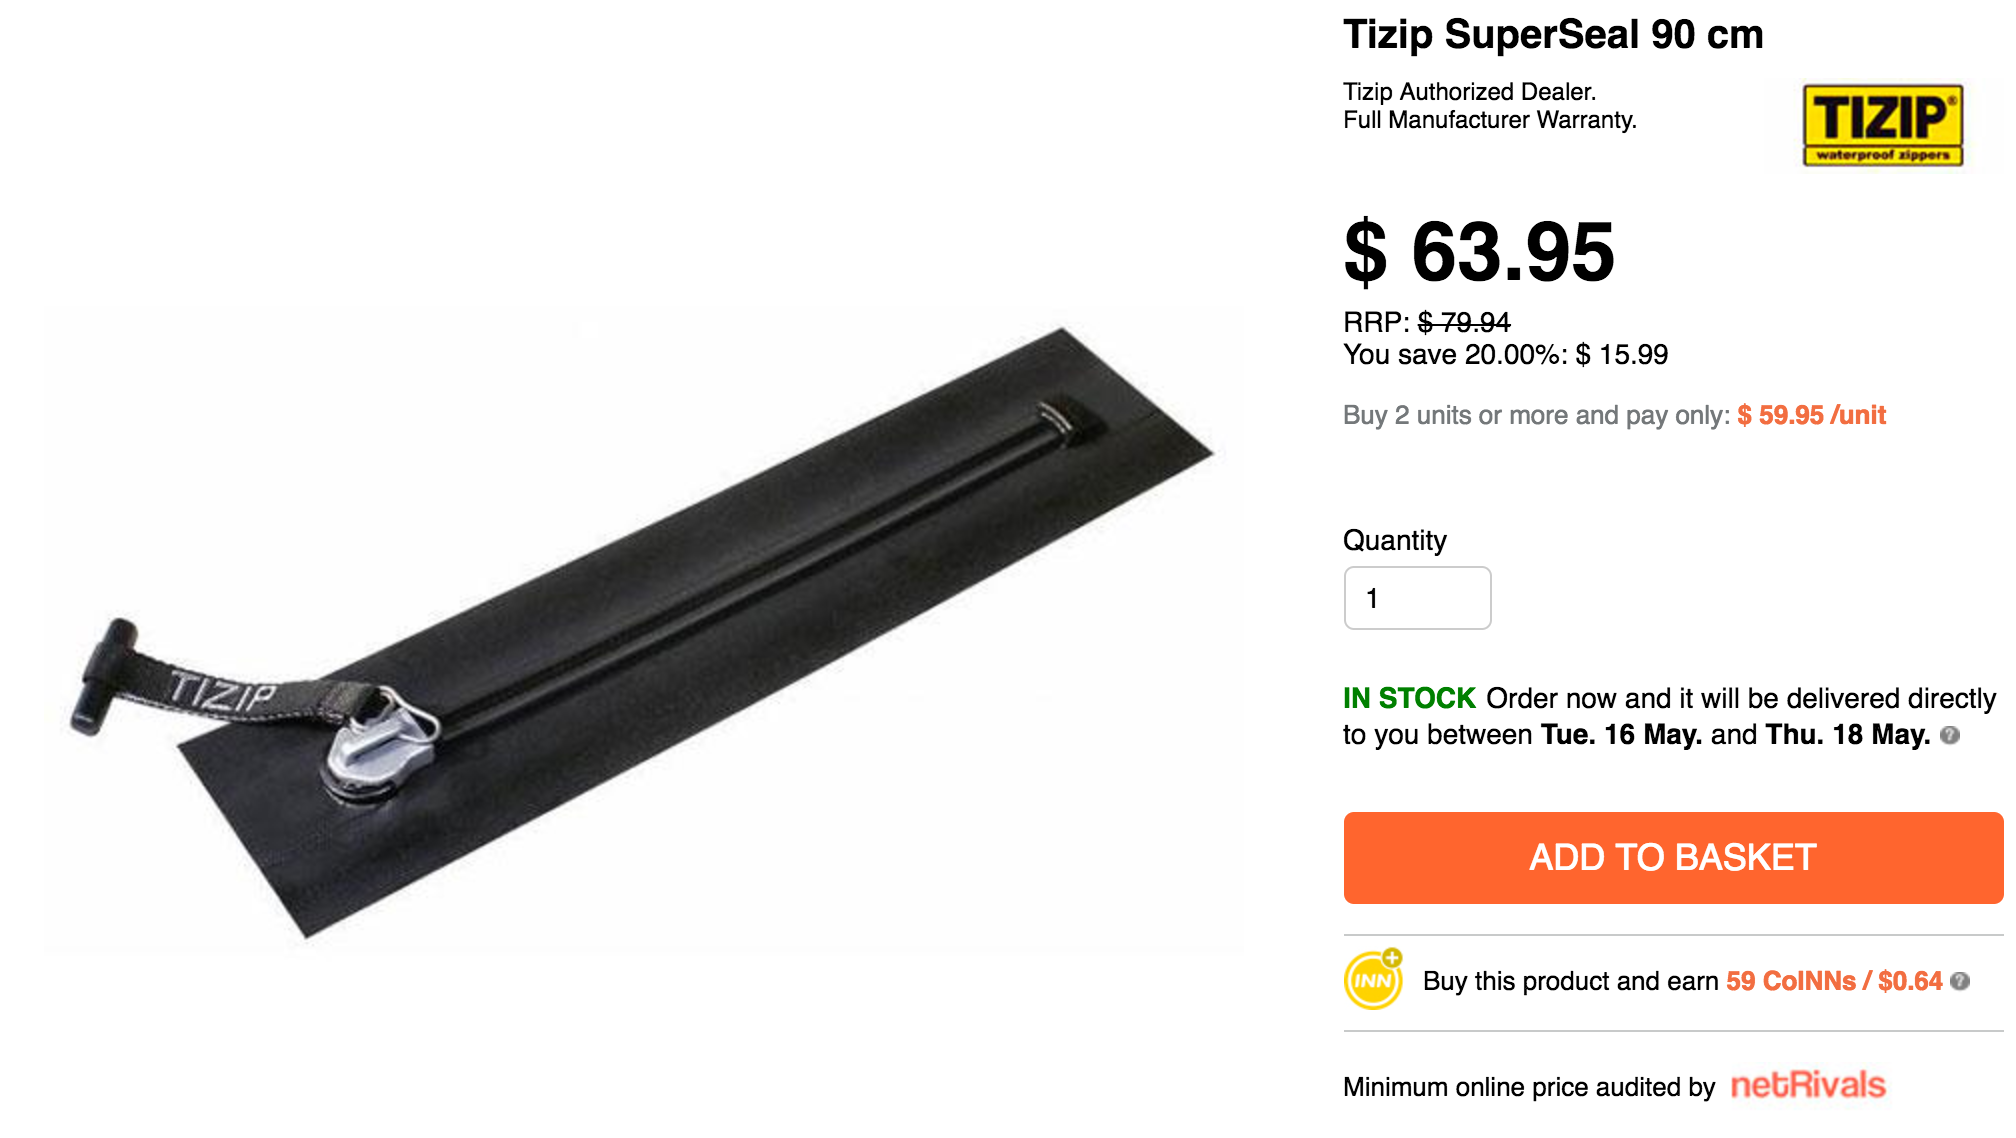 Tizip SuperSeal 90 cm
Tizip Authorized Dealer.
Full Manufacturer Warranty.
TIZIP®
waterproof zippers
$ 63.95
RRP: $ 79.94
You save 20.00%: $ 15.99
Buy 2 units or more and pay only: $ 59.95 /unit
Quantity
1
IN STOCK Order now and it will be delivered directly
to you between Tue. 16 May. and Thu. 18 May. ?
ADD TO BASKET
INN +
Buy this product and earn 59 CoINNs / $0.64 ?
Minimum online price audited by netRivals
TIZIP